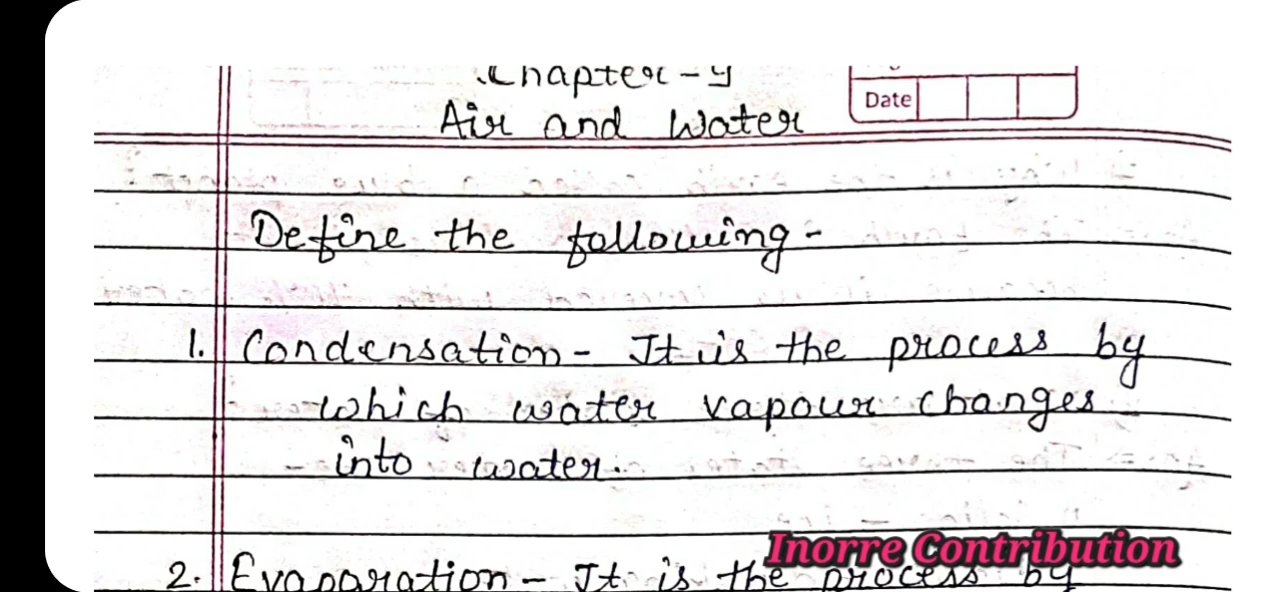 Chapter - 4
Date
Air and Water
Define the following -
1. Condensation - It is the process by
which water vapour changes
into water.
Inorre Contribution
2. Evaporation - It is the process by